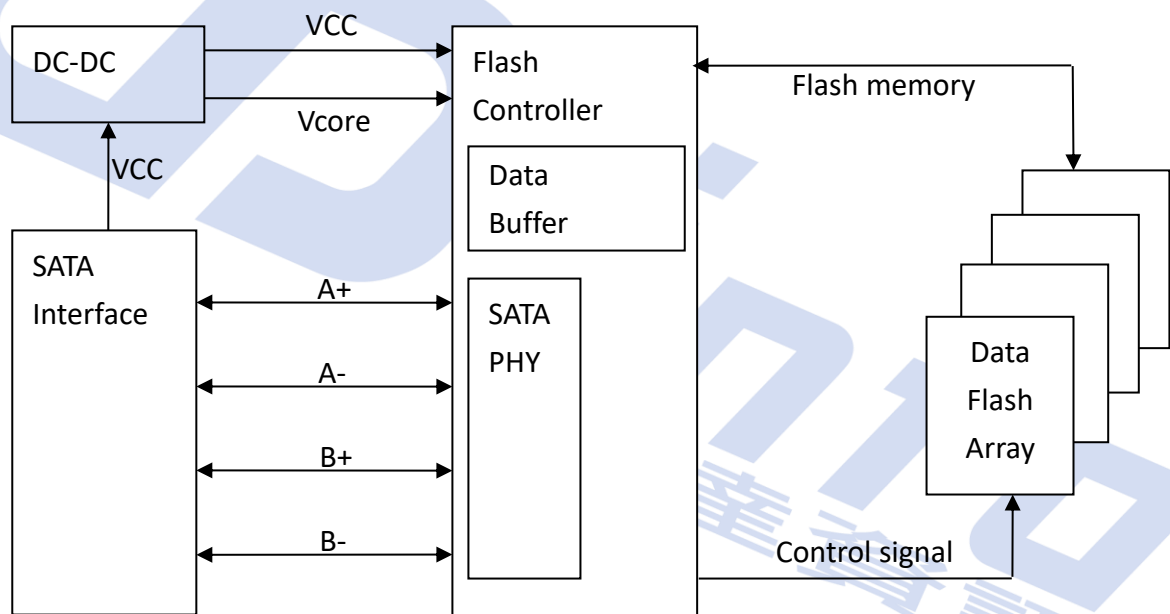 VCC
DC-DC
Vcore
VCC
Flash
Controller
Flash memory
Data
Buffer
SATA
Interface
A+
A-
B+
B-
SATA
PHY
Data
Flash
Array
Control signal